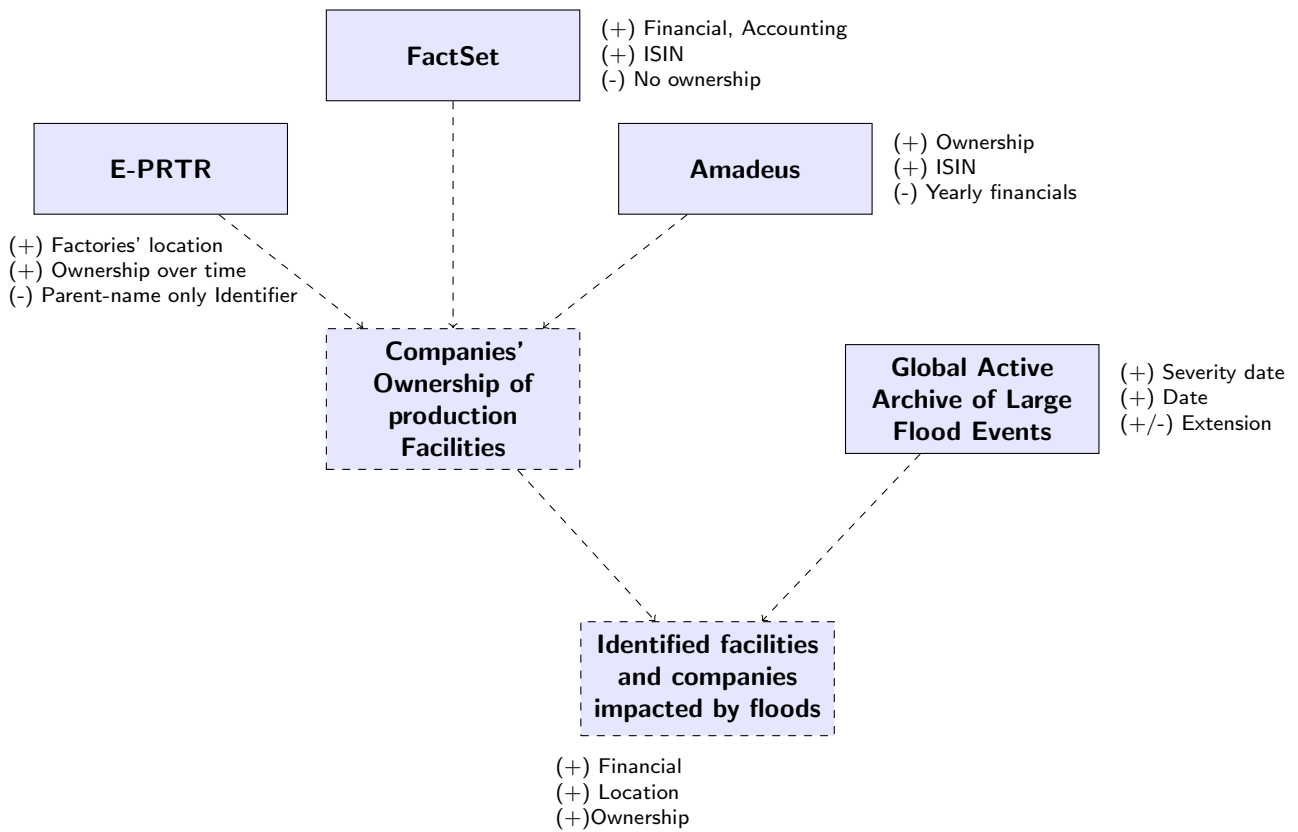 FactSet
(+) Financial, Accounting
(+) ISIN
(-) No ownership
E-PRTR
(+) Factories' location
(+) Ownership over time
(-) Parent-name only Identifier
Amadeus
(+) Ownership
(+) ISIN
(-) Yearly financials
Companies'
Ownership of
production
Facilities
Global Active
Archive of Large
Flood Events
(+) Severity date
(+) Date
(+/-) Extension
Identified facilities
and companies
impacted by floods
(+) Financial
(+) Location
(+)Ownership